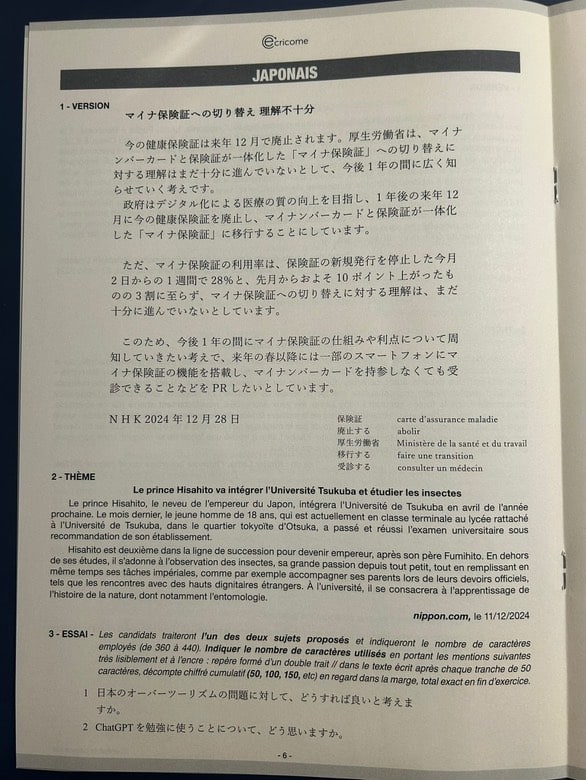 ecricome
JAPONAIS
1 - VERSION
マイナ保険証への切り替え 理解不十分
今の健康保険証は来年 12 月で廃止されます。厚生労働省は、マイナ
ンバーカードと保険証が一体化した「マイナ保険証」への切り替えに
対する理解はまだ十分に進んでいないとして、今後 1 年の間に広く知
らせていく考えです。
政府はデジタル化による医療の質の向上を目指し、1 年後の来年 12
月に今の健康保険証を廃止し、マイナンバーカードと保険証が一体化
した「マイナ保険証」に移行することにしています。
ただ、マイナ保険証の利用率は、保険証の新規発行を停止した今月
2 日からの 1 週間で 28%と、先月からおよそ 10 ポイント上がったも
のの 3 割に至らず、マイナ保険証への切り替えに対する理解は、まだ
十分に進んでいないとしています。
このため、今後 1 年の間にマイナ保険証の仕組みや利点について周
知していきたい考えで、来年の春以降には一部のスマートフォンにマ
イナ保険証の機能を搭載し、マイナンバーカードを持参しなくても受
診できることなどを PR したいとしています。
NHK 2024 年 12 月 28 日
保険証 carte d'assurance maladie
廃止する abolir
厚生労働省 Ministère de la santé et du travail
移行する faire une transition
受診する consulter un médecin
2 - THÈME
Le prince Hisahito va intégrer l'Université Tsukuba et étudier les insectes
Le prince Hisahito, le neveu de l'empereur du Japon, intégrera l'Université de Tsukuba en avril de l'année
prochaine. Le mois dernier, le jeune homme de 18 ans, qui est actuellement en classe terminale au lycée rattaché
à l'Université de Tsukuba, dans le quartier tokyoïte d'Otsuka, a passé et réussi l'examen universitaire sous
recommandation de son établissement.
Hisahito est deuxième dans la ligne de succession pour devenir empereur, après son père Fumihito. En dehors
de ses études, il s'adonne à l'observation des insectes, sa grande passion depuis tout petit, tout en remplissant en
même temps ses tâches impériales, comme par exemple accompagner ses parents lors de leurs devoirs officiels,
tels que les rencontres avec des hauts dignitaires étrangers. À l'université, il se consacrera à l'apprentissage de
l'histoire de la nature, dont notamment l'entomologie.
nippon.com, le 11/12/2024
3 - ESSAI - Les candidats traiteront l'un des deux sujets proposés et indiqueront le nombre de caractères
employés (de 360 à 440). Indiquer le nombre de caractères utilisés en portant les mentions suivantes
très lisiblement et à l'encre : repère formé d'un double trait // dans le texte écrit après chaque tranche de 50
caractères, décompte chiffré cumulatif (50, 100, 150, etc) en regard dans la marge, total exact en fin d'exercice.
1 日本のオーバーツーリズムの問題に対して、どうすれば良いと考えま
すか。
2 ChatGPT を勉強に使うことについて、どう思いますか。
- 6 -